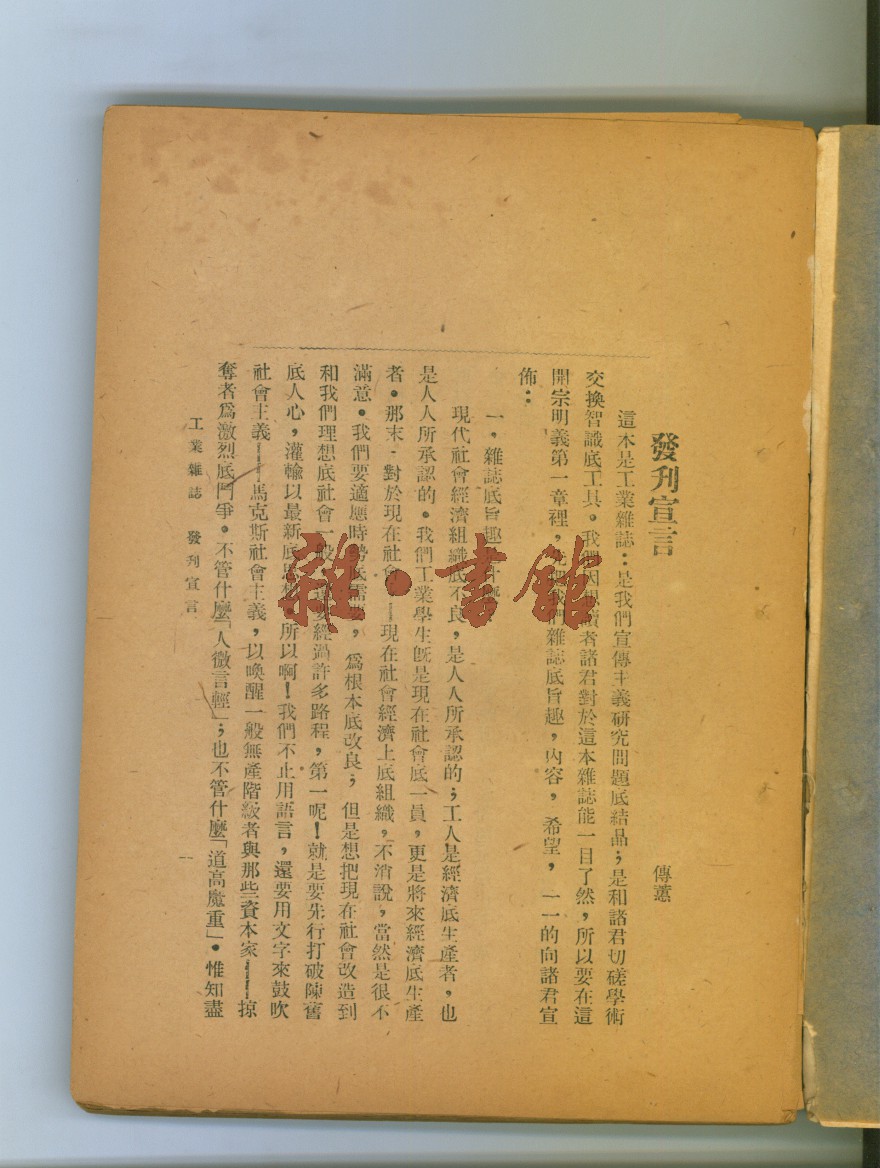 發刊宣言
傳蕙
這本是工業雜誌：是我們宣傳主義研究問題底結晶；是和諸君切磋學術
交換智識底工具。我們因讀者諸君對於這本雜誌能一目了然，所以要在這
開宗明義第一章裡，把我們雜誌底旨趣，內容，希望，一一的向諸君宣
佈：
一．雜誌底旨趣
現代社會經濟組織底不良，是人人所承認的；工人是經濟底生產者，也
是人人所承認的。我們工業學生既是現在社會底一員，更是將來經濟底生產
者。那末．對於現在社會——現在社會經濟上底組織，不消說，當然是很不
滿意。我們要適應時勢底需，為根本底改良；但是想把現在社會改造到
和我們理想底社會一般，要經過許多路程，第一呢！就是要先行打破陳舊
底人心，灌輸以最新底思想，所以啊！我們不止用語言，還要用文字來鼓吹
社會主義——馬克斯社會主義，以喚醒一般無產階級者與那些資本家——掠
奪者為激烈底鬥爭。不管什麼「人微言輕」；也不管什麼「道高魔重」。惟知盡
工業雜誌　發刊宣言
一
雜・書館